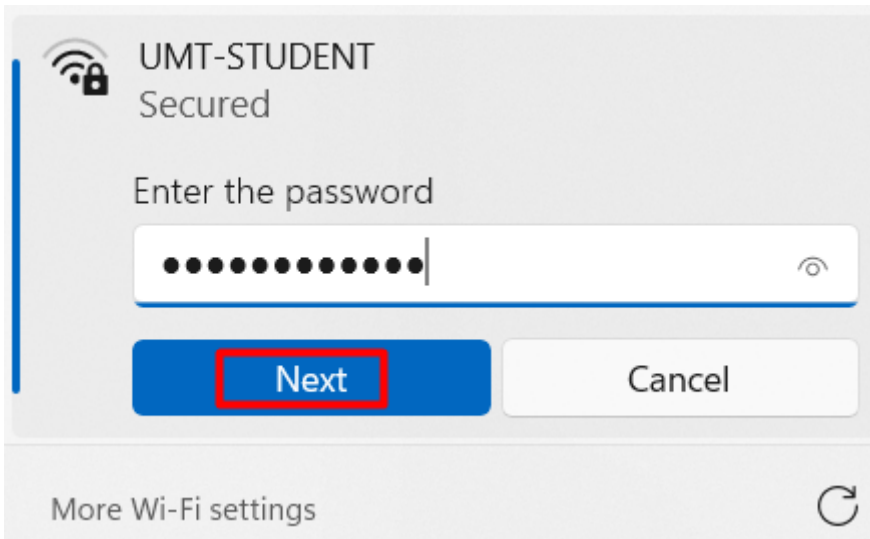 UMT-STUDENT
Secured
Enter the password
••••••••••••
Next
Cancel
More Wi-Fi settings